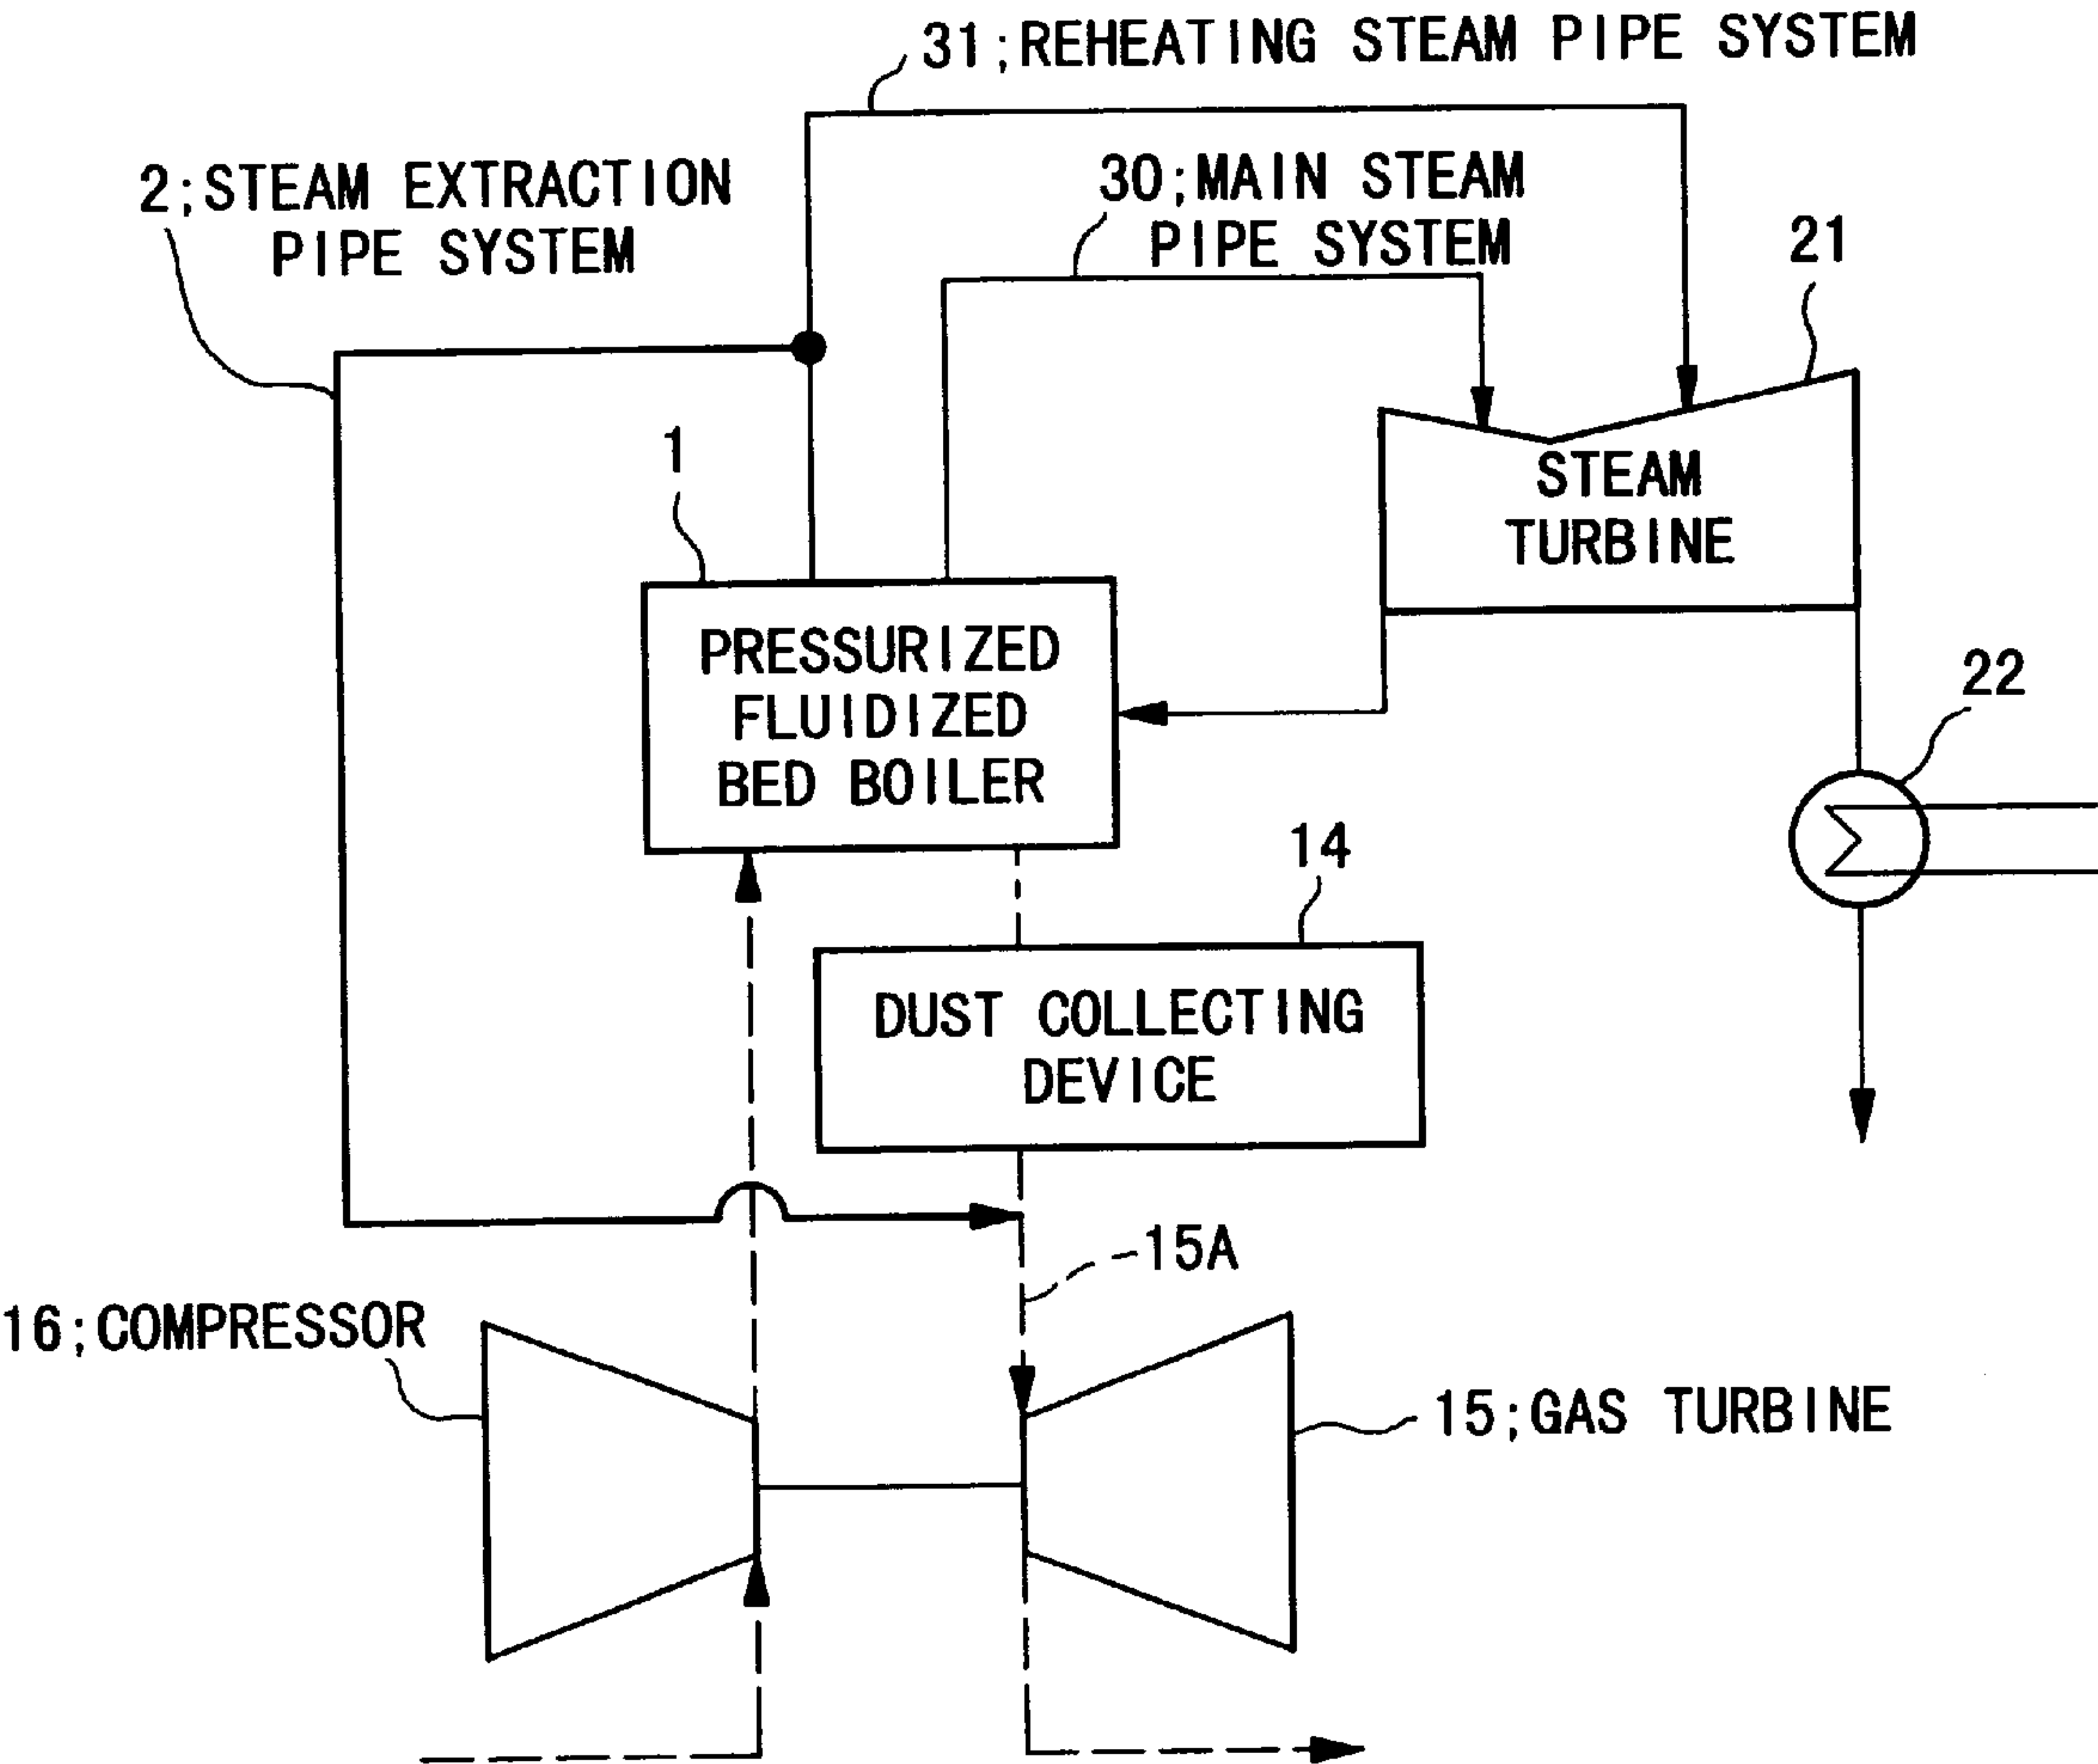 31;REHEATING STEAM PIPE SYSTEM
2;STEAM EXTRACTION
PIPE SYSTEM
30;MAIN STEAM
PIPE SYSTEM
21
STEAM
TURBINE
1
PRESSURIZED
FLUIDIZED
BED BOILER
22
14
DUST COLLECTING
DEVICE
15A
16;COMPRESSOR
15;GAS TURBINE